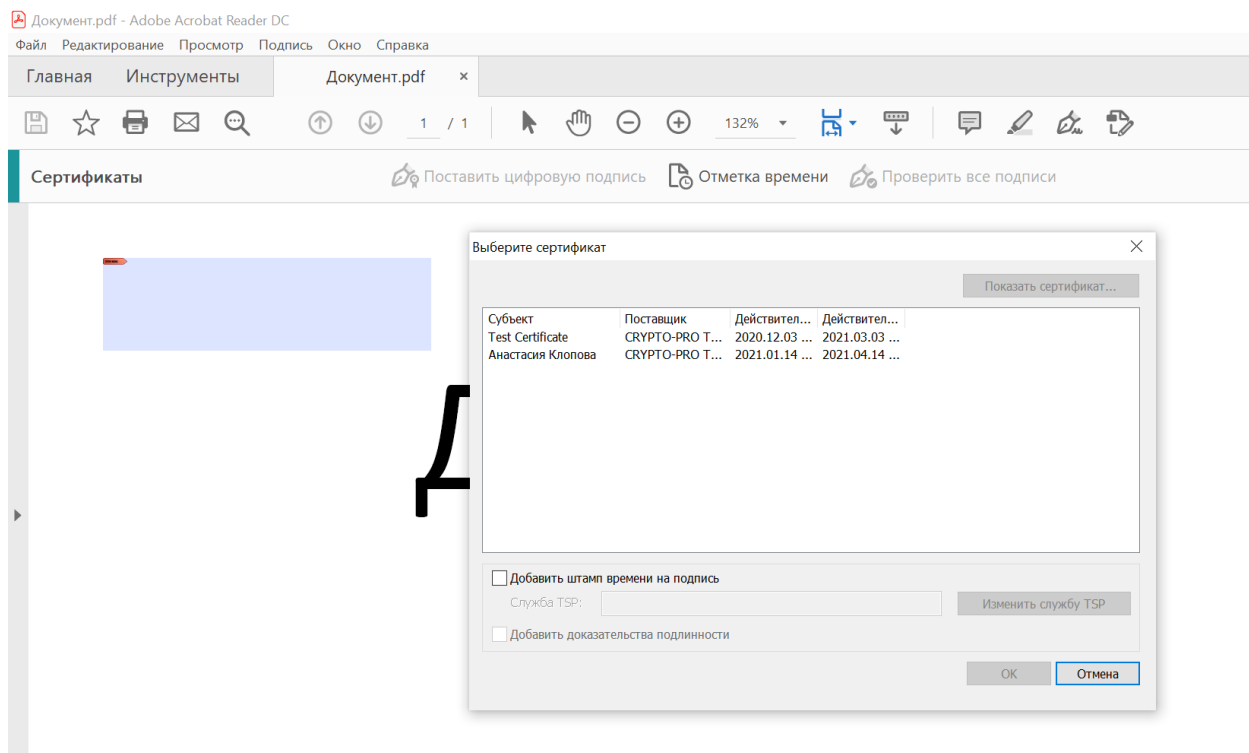 Документ.pdf - Adobe Acrobat Reader DC
Файл Редактирование Просмотр Подпись Окно Справка
Главная Инструменты Документ.pdf ×
1 / 1 132%
Сертификаты Поставить цифровую подпись Отметка времени Проверить все подписи
Выберите сертификат
Показать сертификат...
Субъект Поставщик Действител... Действител...
Test Certificate CRYPTO-PRO T... 2020.12.03 ... 2021.03.03 ...
Анастасия Клопова CRYPTO-PRO T... 2021.01.14 ... 2021.04.14 ...
Д
Добавить штамп времени на подпись
Служба TSP: Изменить службу TSP
Добавить доказательства подлинности
OK Отмена